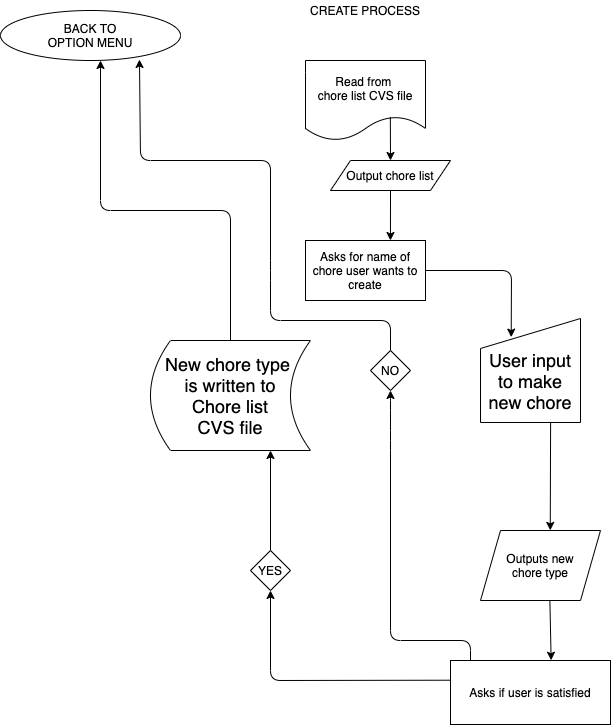 CREATE PROCESS
BACK TO
OPTION MENU
Read from
chore list CVS file
Output chore list
Asks for name of
chore user wants to
create
User input
to make
new chore
New chore type
is written to
Chore list
CVS file
NO
YES
Outputs new
chore type
Asks if user is satisfied